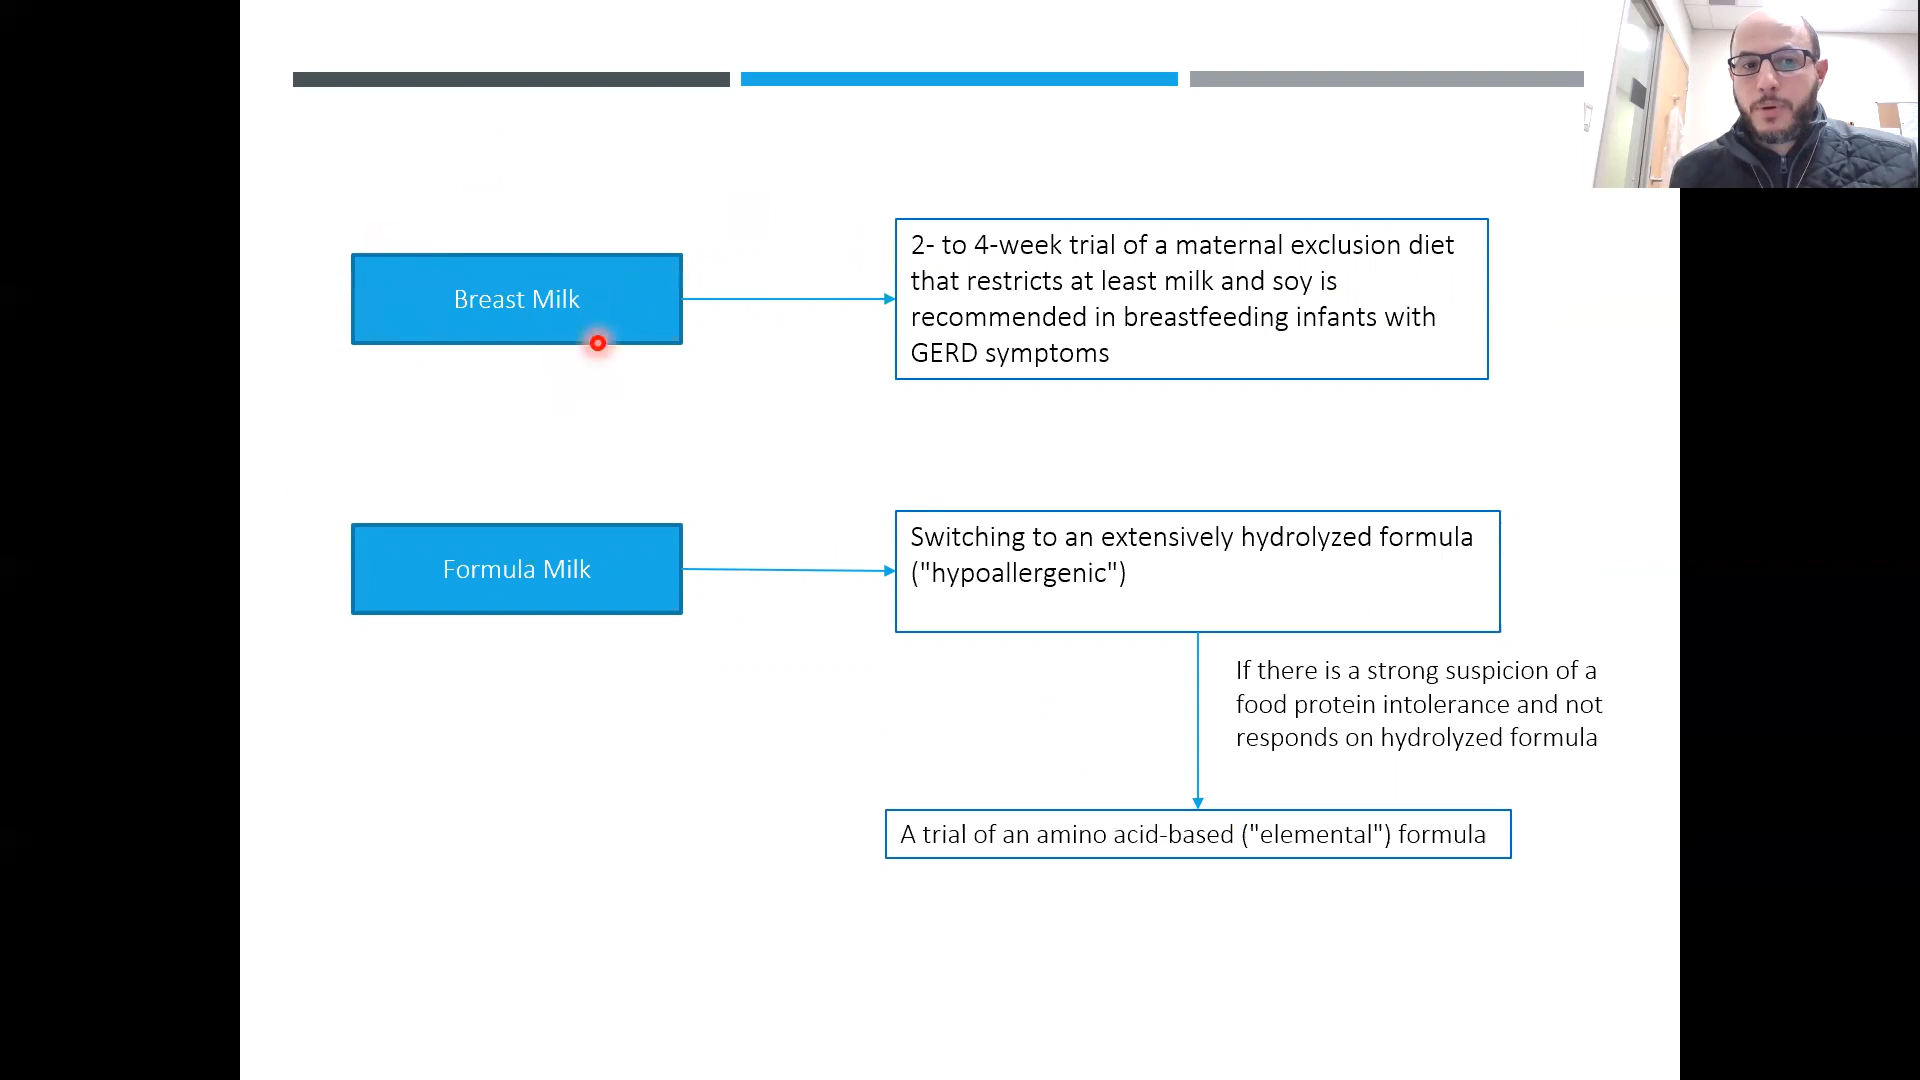 Breast Milk
2- to 4-week trial of a maternal exclusion diet
that restricts at least milk and soy is
recommended in breastfeeding infants with
GERD symptoms
Formula Milk
Switching to an extensively hydrolyzed formula
("hypoallergenic")
If there is a strong suspicion of a
food protein intolerance and not
responds on hydrolyzed formula
A trial of an amino acid-based ("elemental") formula